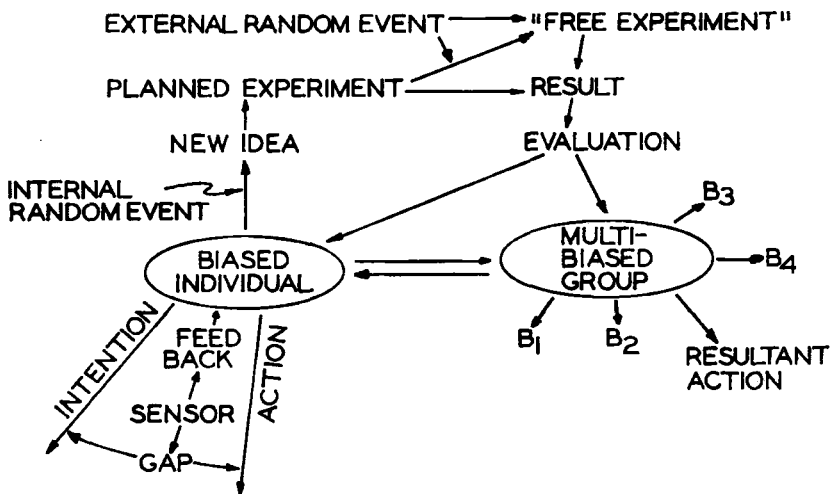 EXTERNAL RANDOM EVENT
"FREE EXPERIMENT"
PLANNED EXPERIMENT
RESULT
NEW IDEA
EVALUATION
INTERNAL
RANDOM EVENT
BIASED
INDIVIDUAL
MULTI-
BIASED
GROUP
B3
B4
B1
B2
RESULTANT
ACTION
INTENTION
FEED
BACK
ACTION
SENSOR
GAP